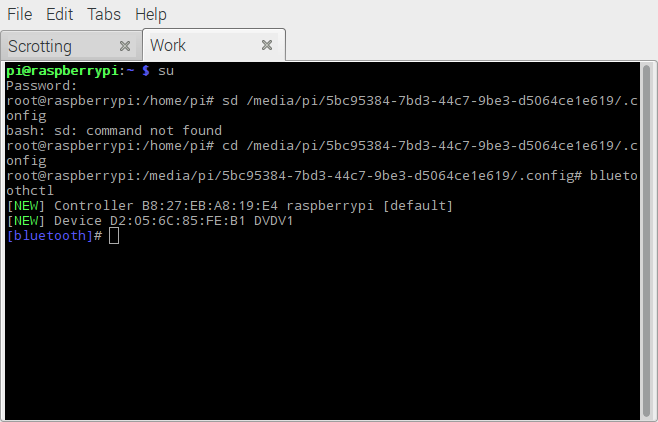 File Edit Tabs Help
Scrotting Work
pi@raspberrypi:~ $ su
Password:
root@raspberrypi:/home/pi# sd /media/pi/5bc95384-7bd3-44c7-9be3-d5064ce1e619/.c
onfig
bash: sd: command not found
root@raspberrypi:/home/pi# cd /media/pi/5bc95384-7bd3-44c7-9be3-d5064ce1e619/.c
onfig
root@raspberrypi:/media/pi/5bc95384-7bd3-44c7-9be3-d5064ce1e619/.config# blueto
othctl
[NEW] Controller B8:27:EB:A8:19:E4 raspberrypi [default]
[NEW] Device D2:05:6C:85:FE:B1 DVDV1
[bluetooth]#